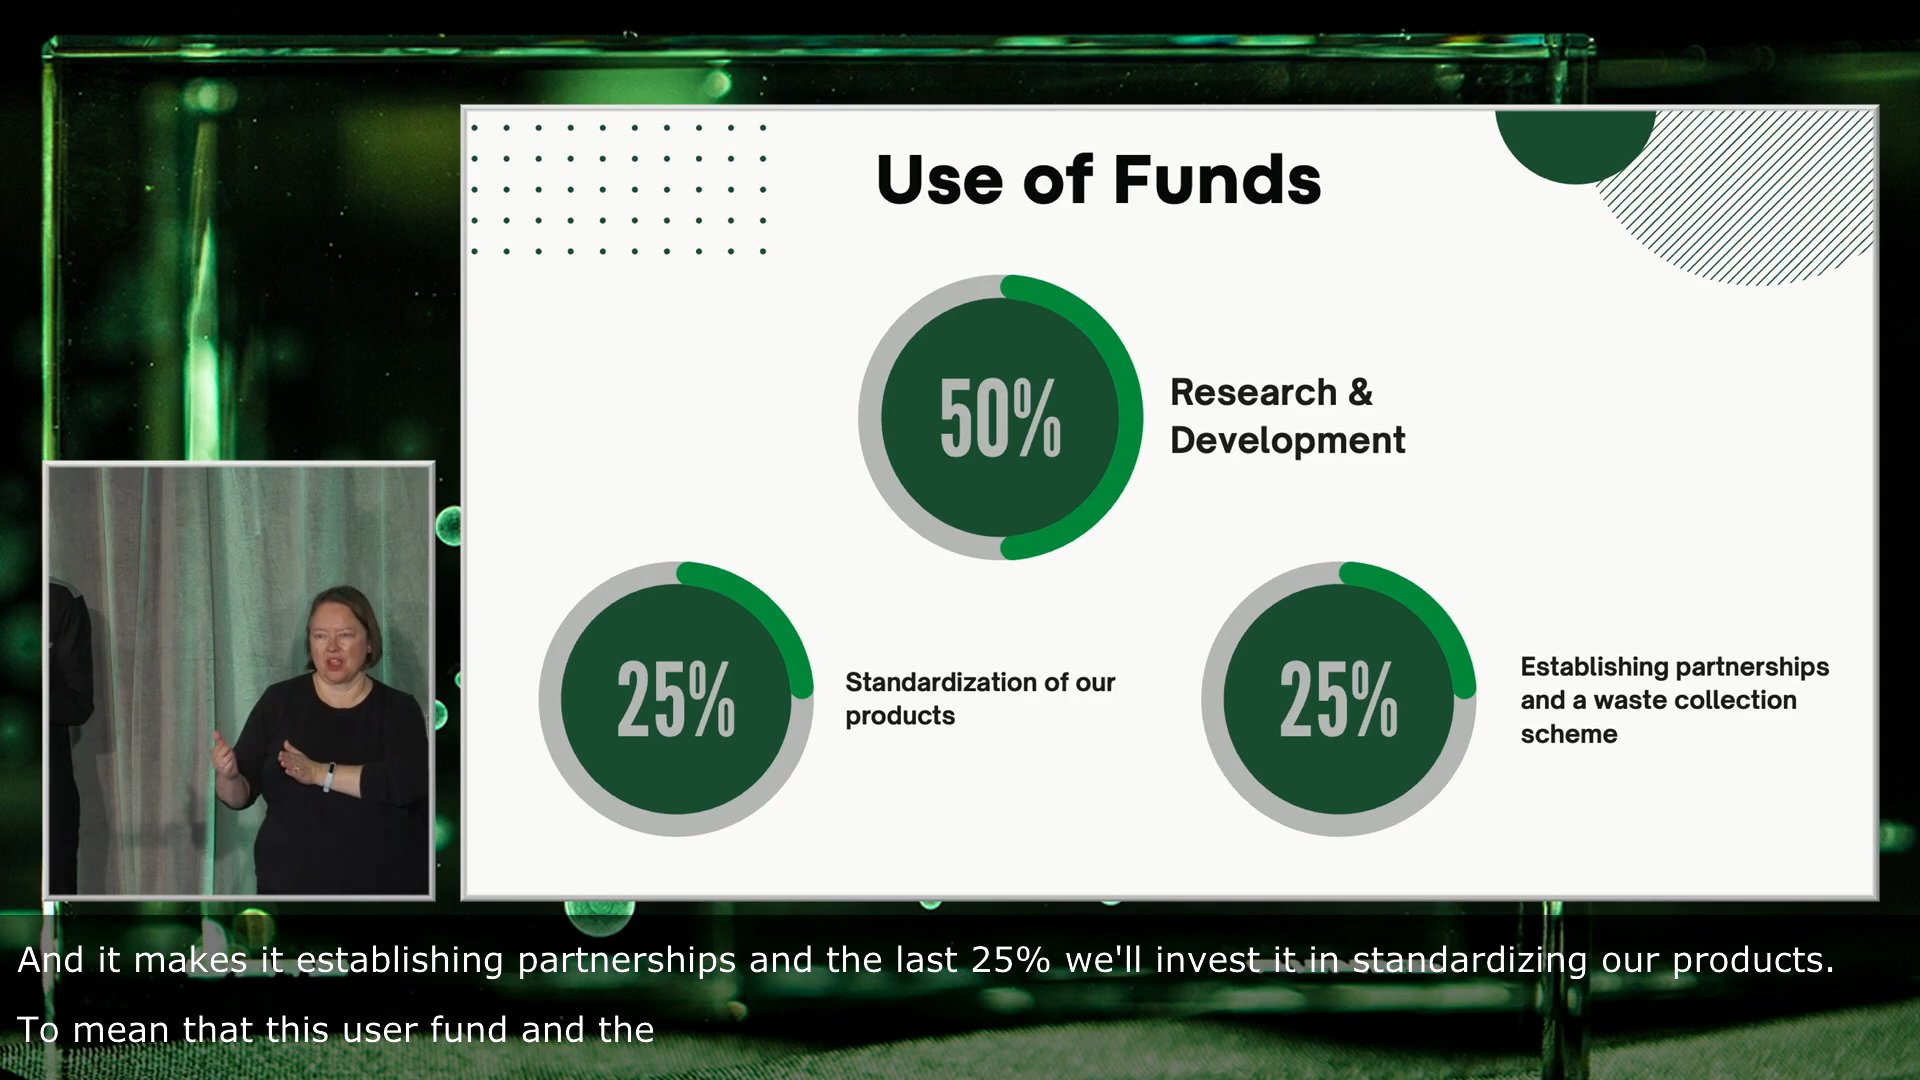 Use of Funds
50%
Research &
Development
25%
Standardization of our
products
25%
Establishing partnerships
and a waste collection
scheme
And it makes it establishing partnerships and the last 25% we'll invest it in standardizing our products.
To mean that this user fund and the